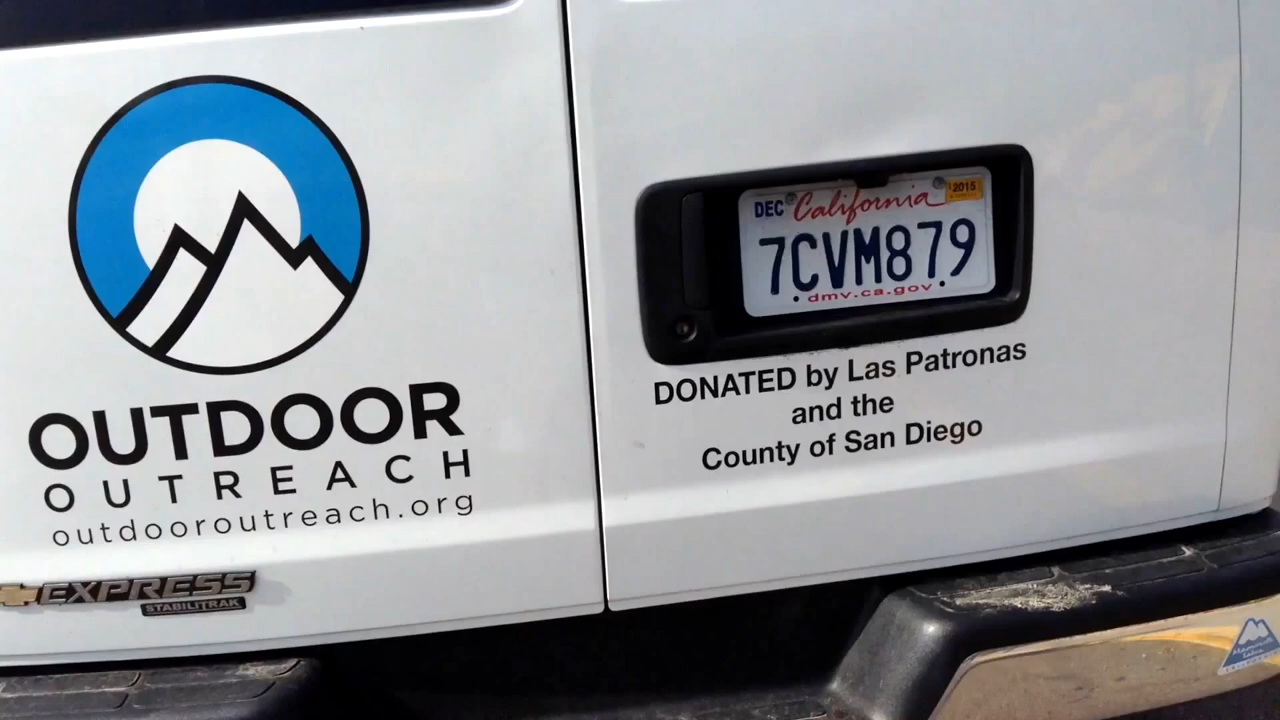 OUTDOOR
OUTREACH
outdooroutreach.org
EXPRESS
STABILITRAK
DEC California 2015
7CVM879
dmv.ca.gov
DONATED by Las Patronas
and the
County of San Diego